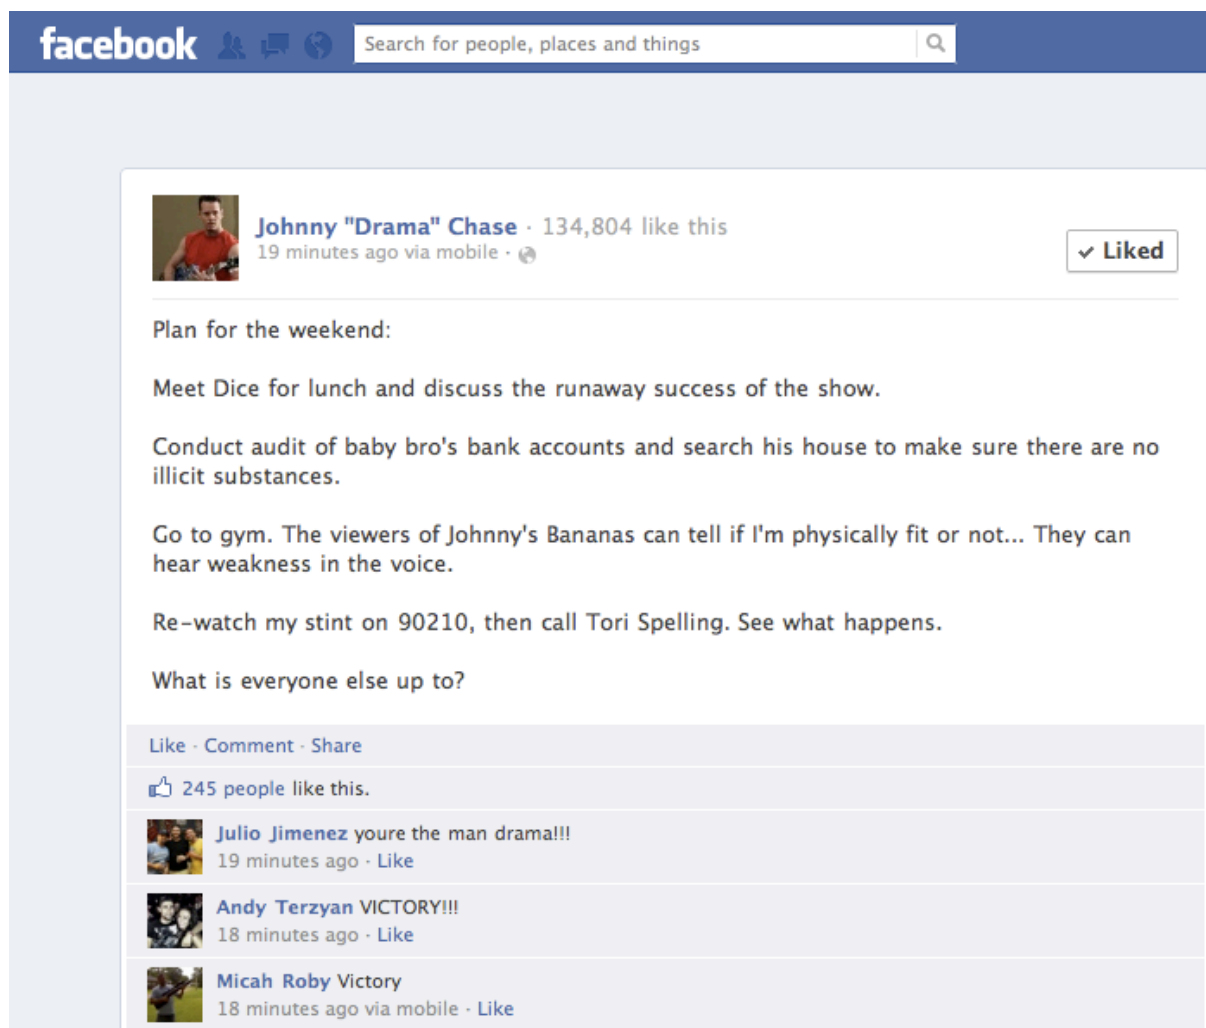 facebook Search for people, places and things
Johnny "Drama" Chase · 134,804 like this
19 minutes ago via mobile ·
Liked
Plan for the weekend:
Meet Dice for lunch and discuss the runaway success of the show.
Conduct audit of baby bro's bank accounts and search his house to make sure there are no
illicit substances.
Go to gym. The viewers of Johnny's Bananas can tell if I'm physically fit or not... They can
hear weakness in the voice.
Re-watch my stint on 90210, then call Tori Spelling. See what happens.
What is everyone else up to?
Like · Comment · Share
245 people like this.
Julio Jimenez youre the man drama!!!
19 minutes ago · Like
Andy Terzyan VICTORY!!!
18 minutes ago · Like
Micah Roby Victory
18 minutes ago via mobile · Like